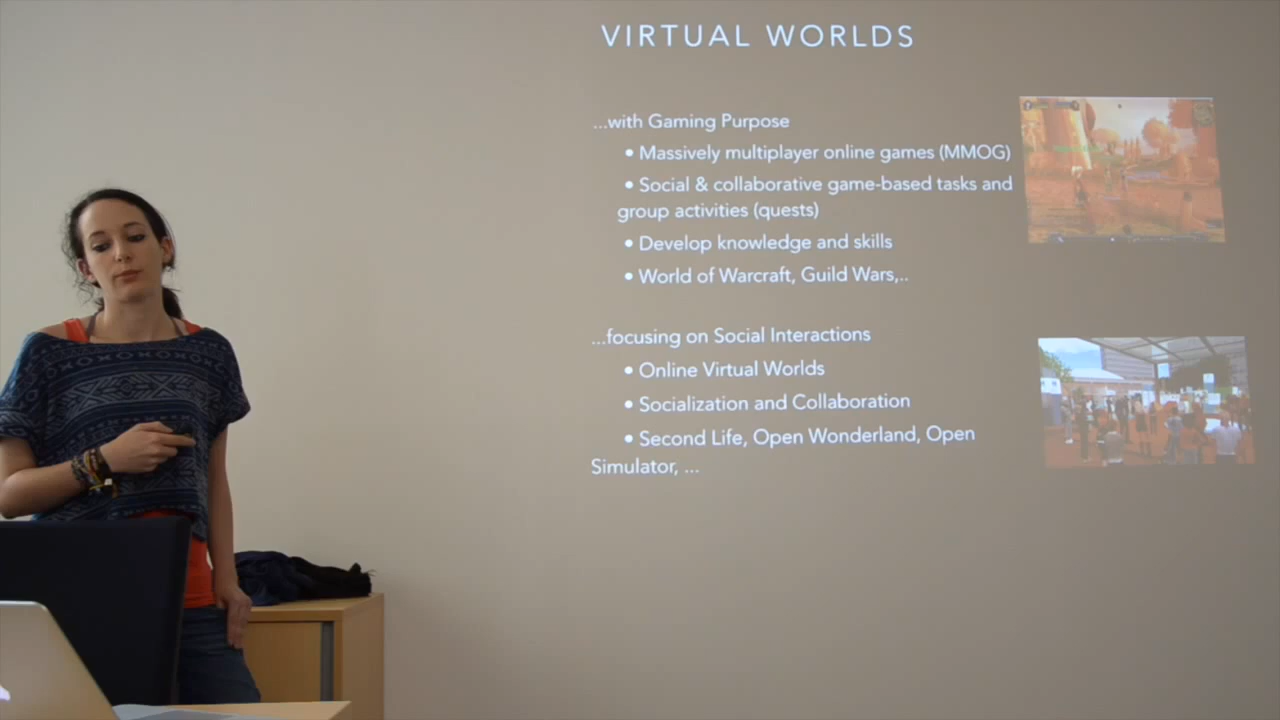 VIRTUAL WORLDS
...with Gaming Purpose
• Massively multiplayer online games (MMOG)
• Social & collaborative game-based tasks and
group activities (quests)
• Develop knowledge and skills
• World of Warcraft, Guild Wars,..
...focusing on Social Interactions
• Online Virtual Worlds
• Socialization and Collaboration
• Second Life, Open Wonderland, Open
Simulator, ...